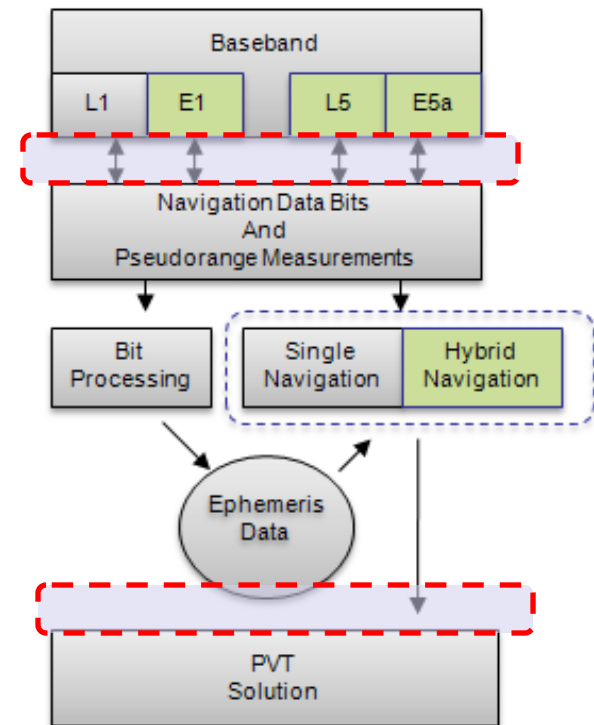 Baseband
L1 E1 L5 E5a
Navigation Data Bits
And
Pseudorange Measurements
Bit
Processing
Single
Navigation
Hybrid
Navigation
Ephemeris
Data
PVT
Solution